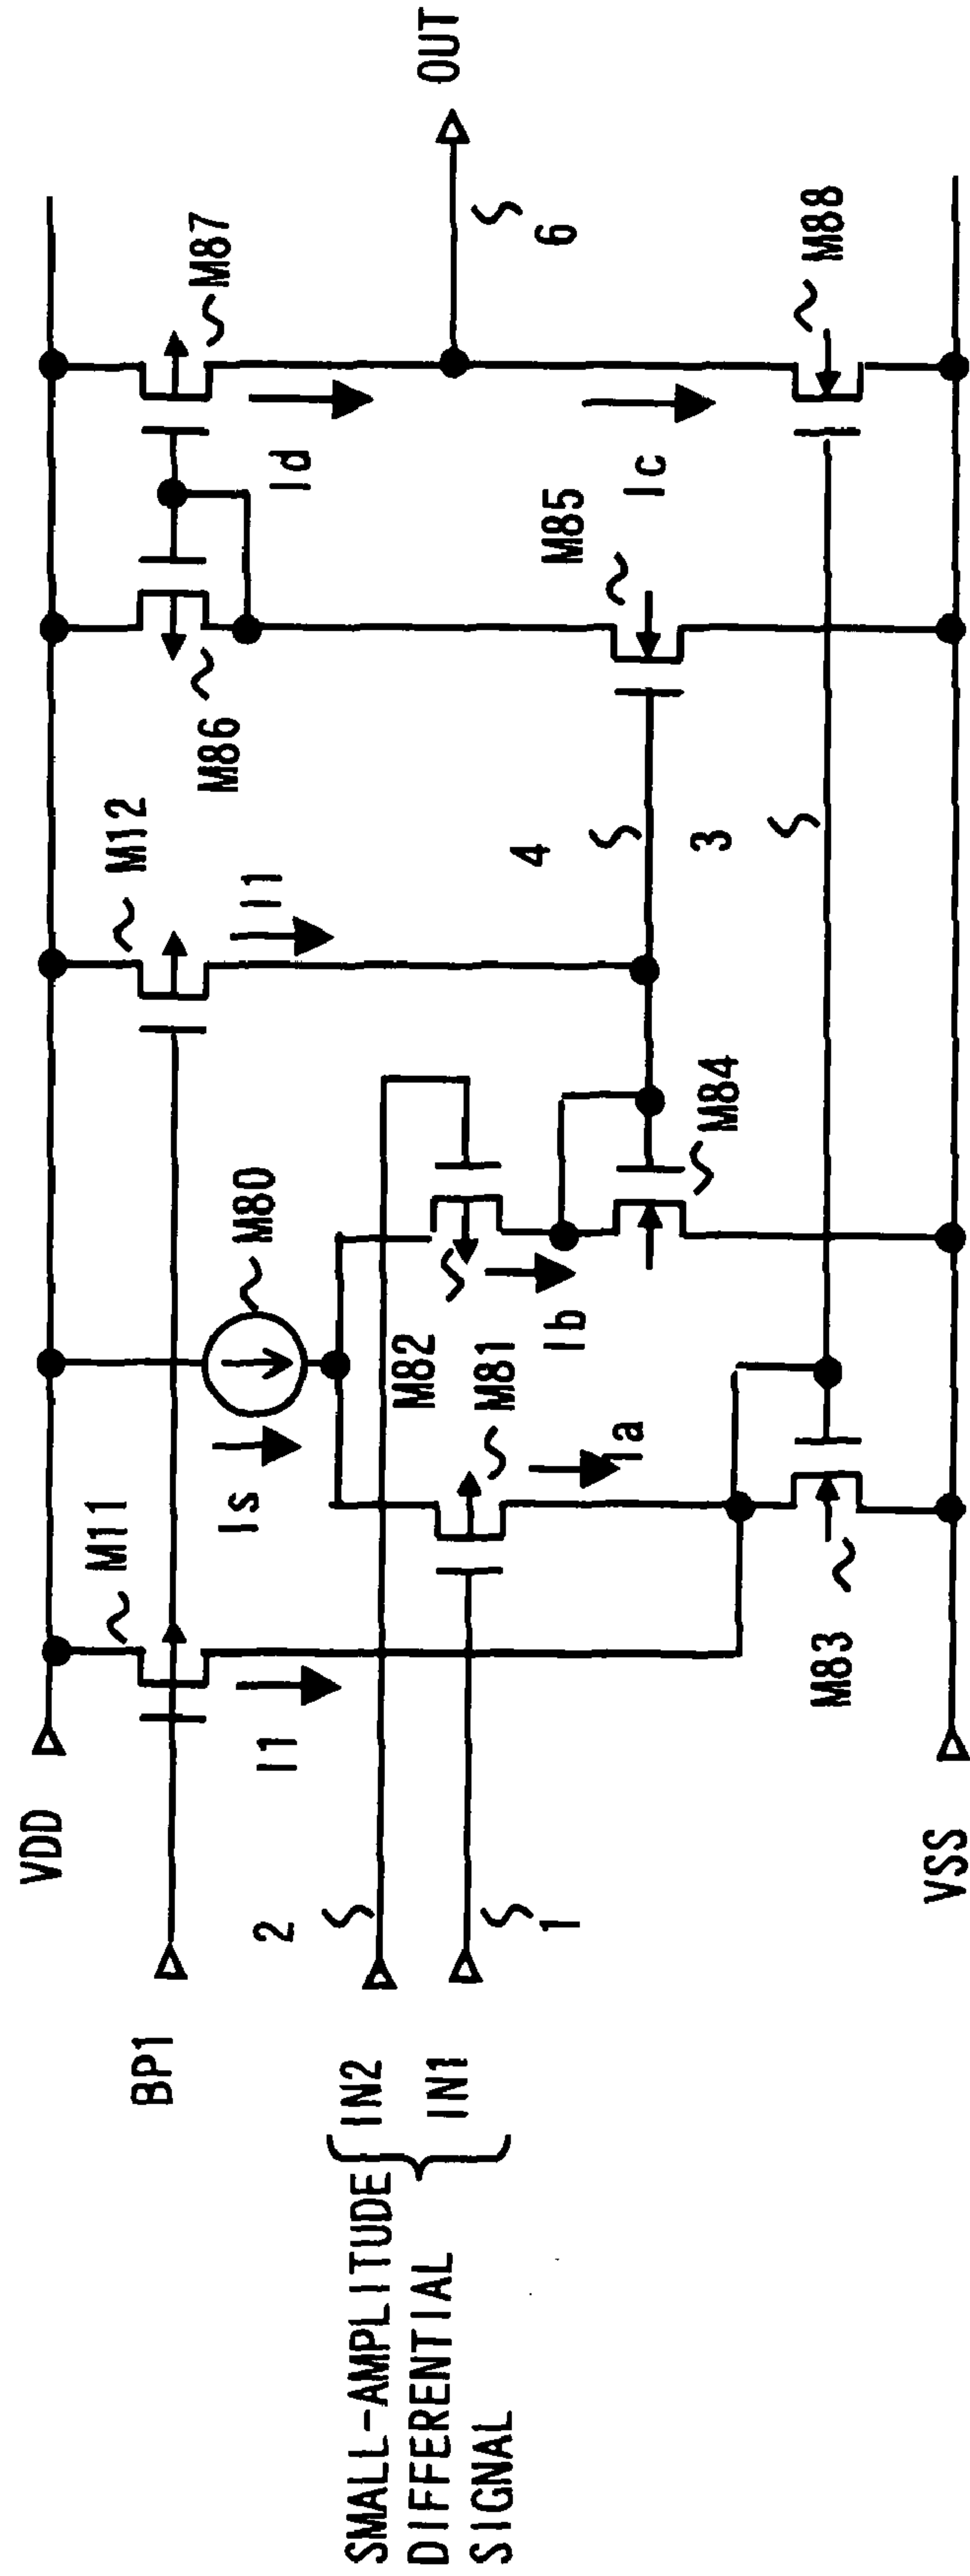 SMALL-AMPLITUDE
DIFFERENTIAL
SIGNAL
IN2
IN1
BP1
VDD
VSS
2
1
M11
I1
Is
M80
M82
M81
Ia
Ib
M83
M84
M12
I1
4
3
M86
M85
Id
Ic
M87
M88
6
OUT